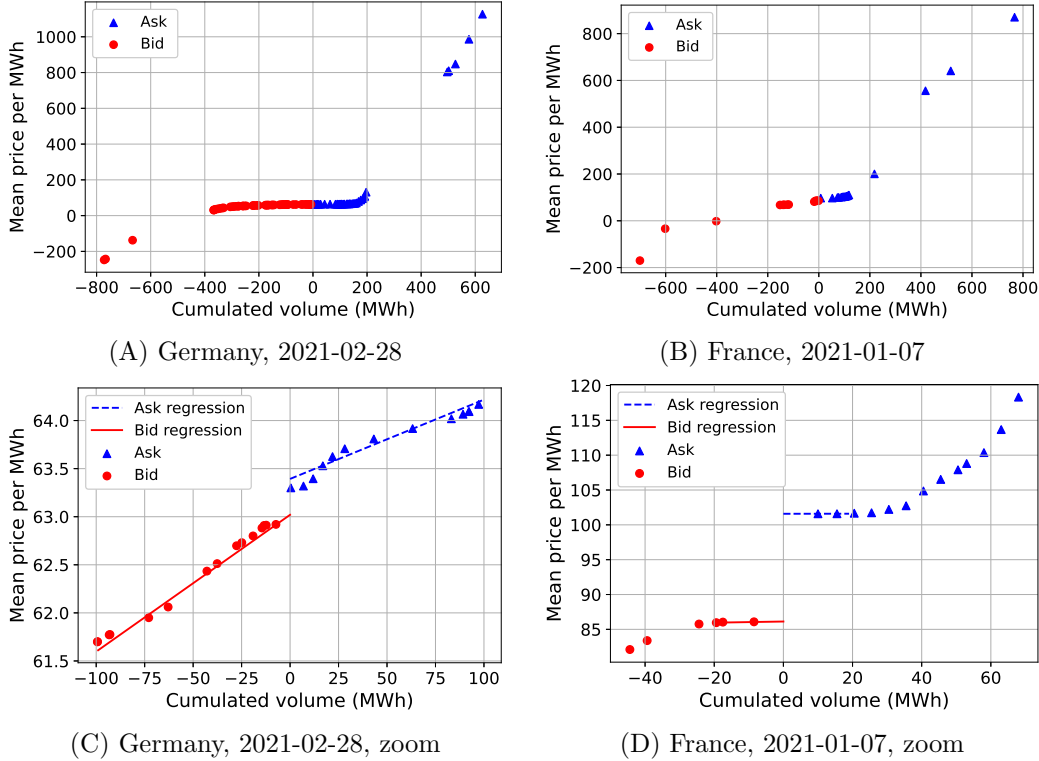 Ask
Bid
Mean price per MWh
1000
800
600
400
200
0
−200
−800 −600 −400 −200 0 200 400 600
Cumulated volume (MWh)
(A) Germany, 2021-02-28
Ask
Bid
Mean price per MWh
800
600
400
200
0
−200
−600 −400 −200 0 200 400 600 800
Cumulated volume (MWh)
(B) France, 2021-01-07
Ask regression
Bid regression
Ask
Bid
Mean price per MWh
64.0
63.5
63.0
62.5
62.0
61.5
−100 −75 −50 −25 0 25 50 75 100
Cumulated volume (MWh)
(C) Germany, 2021-02-28, zoom
Ask regression
Bid regression
Ask
Bid
Mean price per MWh
120
115
110
105
100
95
90
85
−40 −20 0 20 40 60
Cumulated volume (MWh)
(D) France, 2021-01-07, zoom